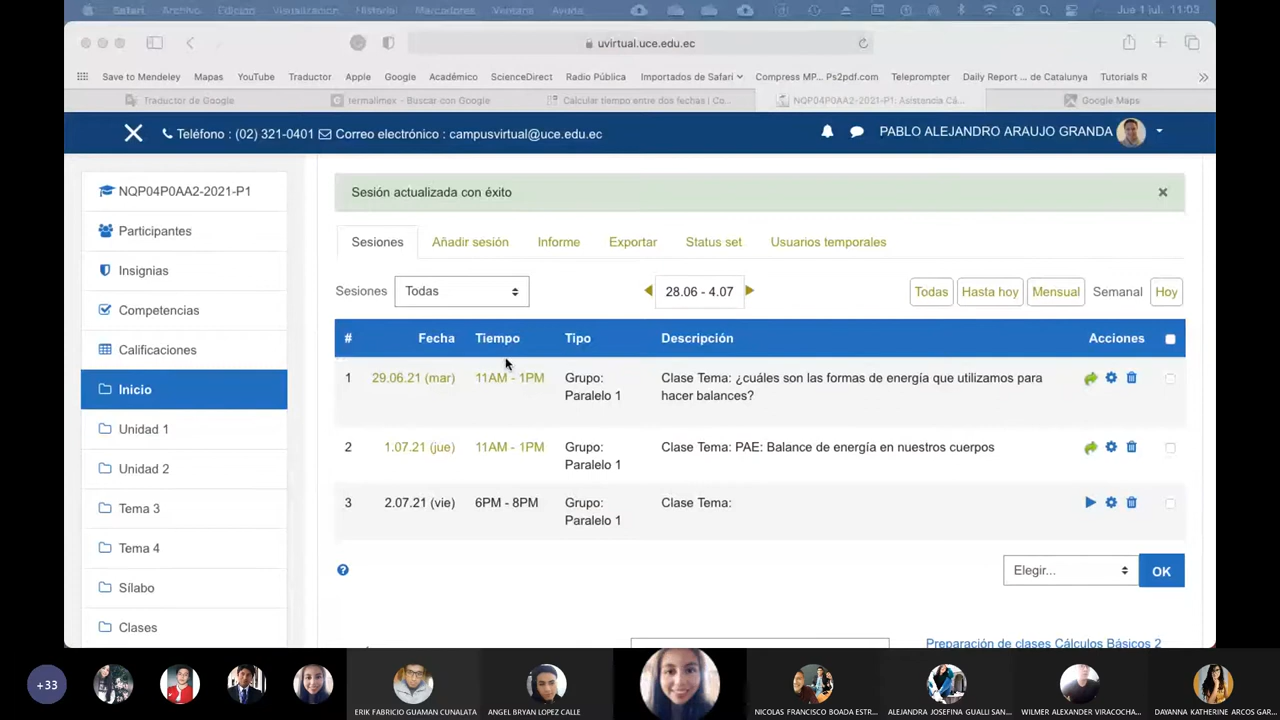 Safari Archivo Edición Visualización Historial Marcadores Ventana Ayuda Jue 1 jul. 11:03
uvirtual.uce.edu.ec
Save to Mendeley Mapas YouTube Traductor Apple Google Académico ScienceDirect Radio Pública Importados de Safari Compress MP... Ps2pdf.com Teleprompter Daily Report ... de Catalunya Tutorials R
Traductor de Google termalimex - Buscar con Google Calcular tiempo entre dos fechas | Co... NQP04P0AA2-2021-P1: Asistencia Cá... Google Maps
Teléfono : (02) 321-0401 Correo electrónico : campusvirtual@uce.edu.ec PABLO ALEJANDRO ARAUJO GRANDA
NQP04P0AA2-2021-P1
Participantes
Insignias
Competencias
Calificaciones
Inicio
Unidad 1
Unidad 2
Tema 3
Tema 4
Sílabo
Clases
Sesión actualizada con éxito
Sesiones Añadir sesión Informe Exportar Status set Usuarios temporales
Sesiones Todas 28.06 - 4.07 Todas Hasta hoy Mensual Semanal Hoy
# Fecha Tiempo Tipo Descripción Acciones
1 29.06.21 (mar) 11AM - 1PM Grupo: Clase Tema: ¿cuáles son las formas de energía que utilizamos para
Paralelo 1 hacer balances?
2 1.07.21 (jue) 11AM - 1PM Grupo: Clase Tema: PAE: Balance de energía en nuestros cuerpos
Paralelo 1
3 2.07.21 (vie) 6PM - 8PM Grupo: Clase Tema:
Paralelo 1
Elegir... OK
Preparación de clases Cálculos Básicos 2
+33
ERIK FABRICIO GUAMAN CUNALATA ANGEL BRYAN LOPEZ CALLE NICOLAS FRANCISCO BOADA ESTR... ALEJANDRA JOSEFINA GUALLI SAN... WILMER ALEXANDER VIRACOCHA... DAYANNA KATHERINE ARCOS GAR...